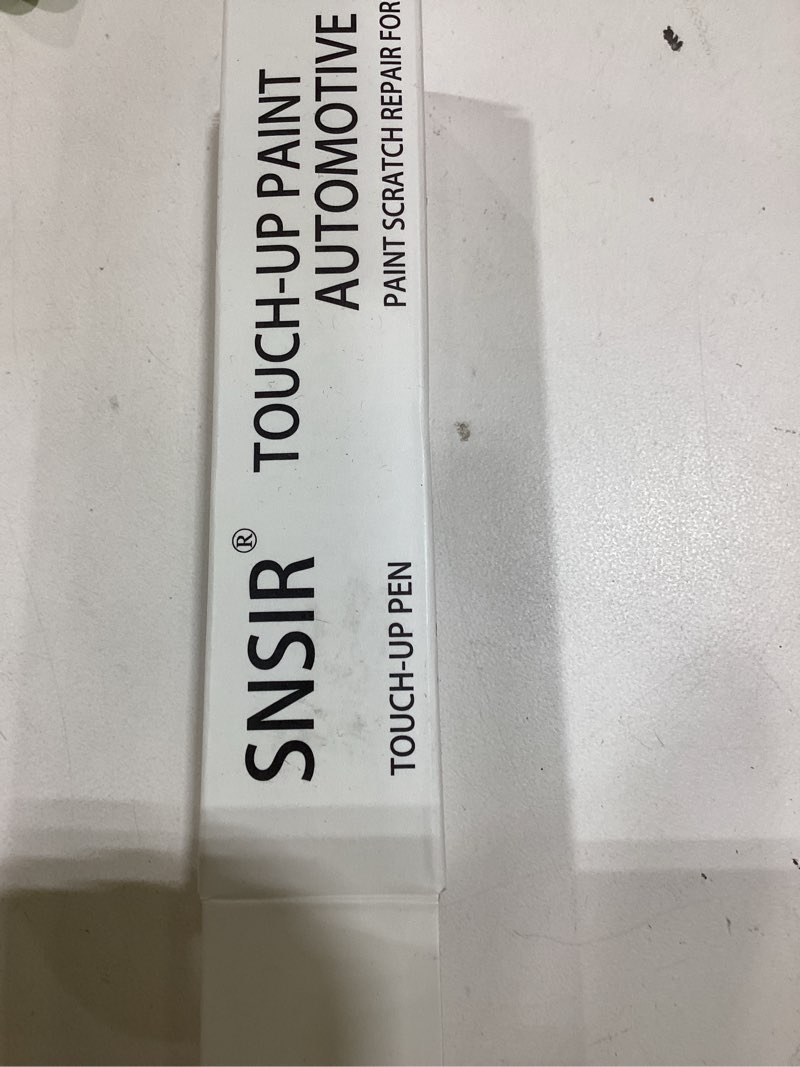 SNSIR®
TOUCH-UP PEN
TOUCH-UP PAINT
AUTOMOTIVE
PAINT SCRATCH REPAIR FOR